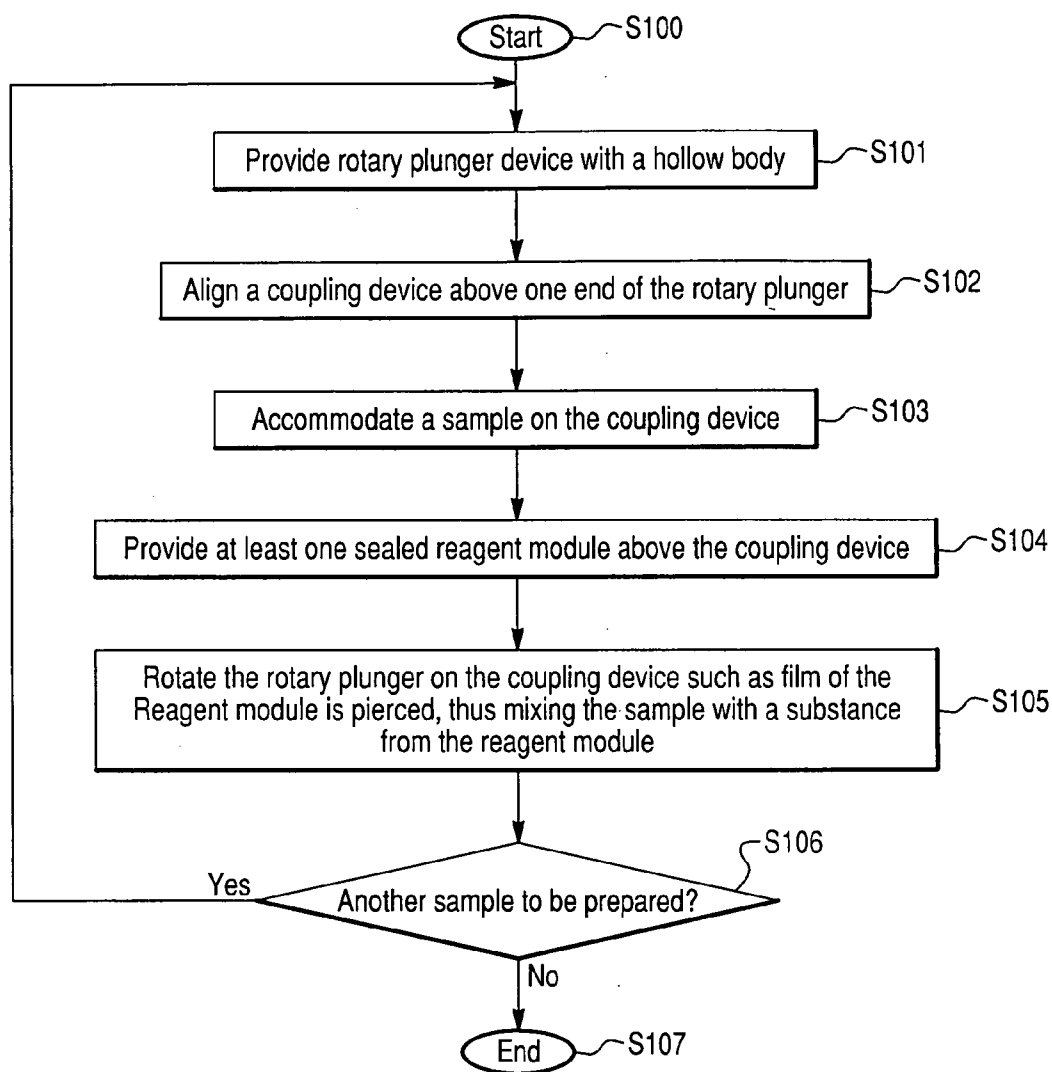 Start
S100
Provide rotary plunger device with a hollow body
S101
Align a coupling device above one end of the rotary plunger
S102
Accommodate a sample on the coupling device
S103
Provide at least one sealed reagent module above the coupling device
S104
Rotate the rotary plunger on the coupling device such as film of the
Reagent module is pierced, thus mixing the sample with a substance
from the reagent module
S105
S106
Yes
Another sample to be prepared?
No
End
S107